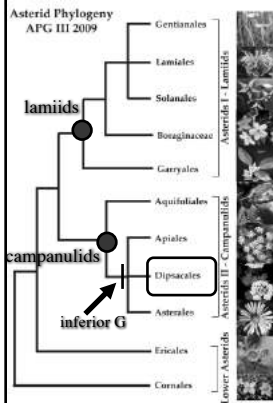 Asterid Phylogeny
APG III 2009
Gentianales
Lamiales
Solanales
Boraginaceae
Garryales
Asterids I - Lamiids
lamiids
Aquifoliales
Apiales
Dipsacales
Asterales
Asterids II - Campanulids
campanulids
inferior G
Ericales
Cornales
Lower Asterids